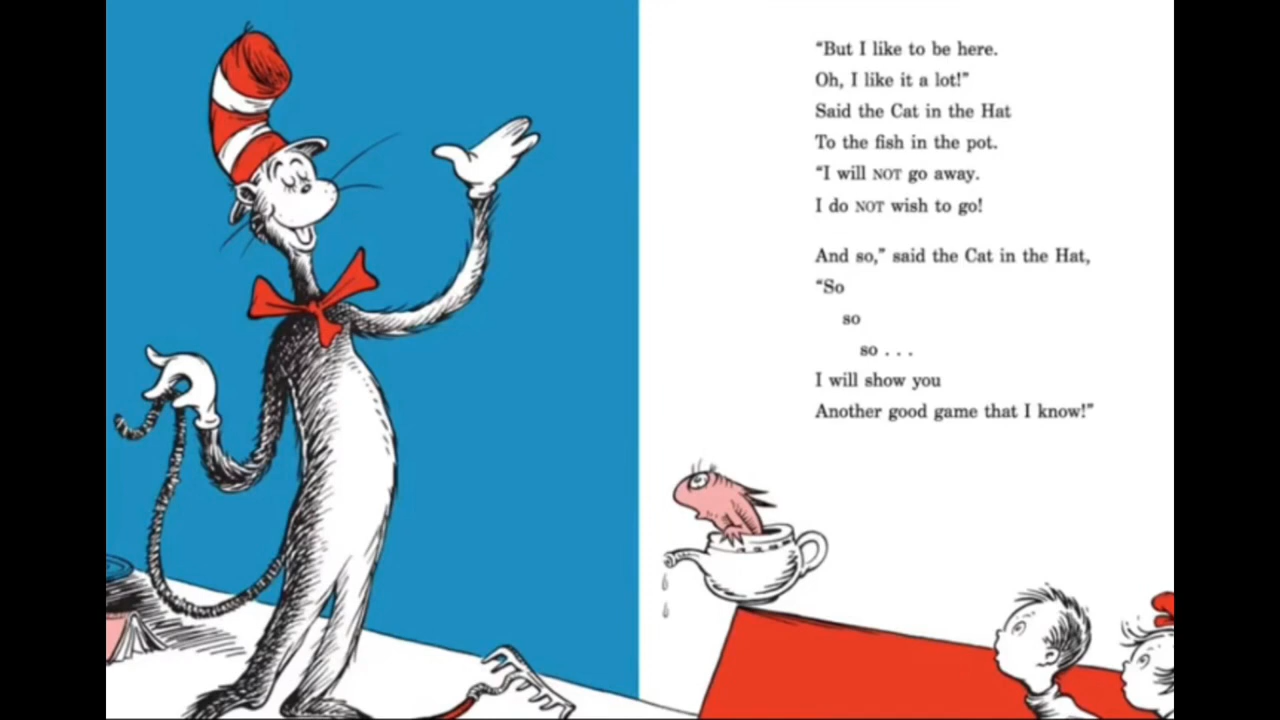 “But I like to be here.
Oh, I like it a lot!”
Said the Cat in the Hat
To the fish in the pot.
“I will NOT go away.
I do NOT wish to go!
And so,” said the Cat in the Hat,
“So
so
so . . .
I will show you
Another good game that I know!”